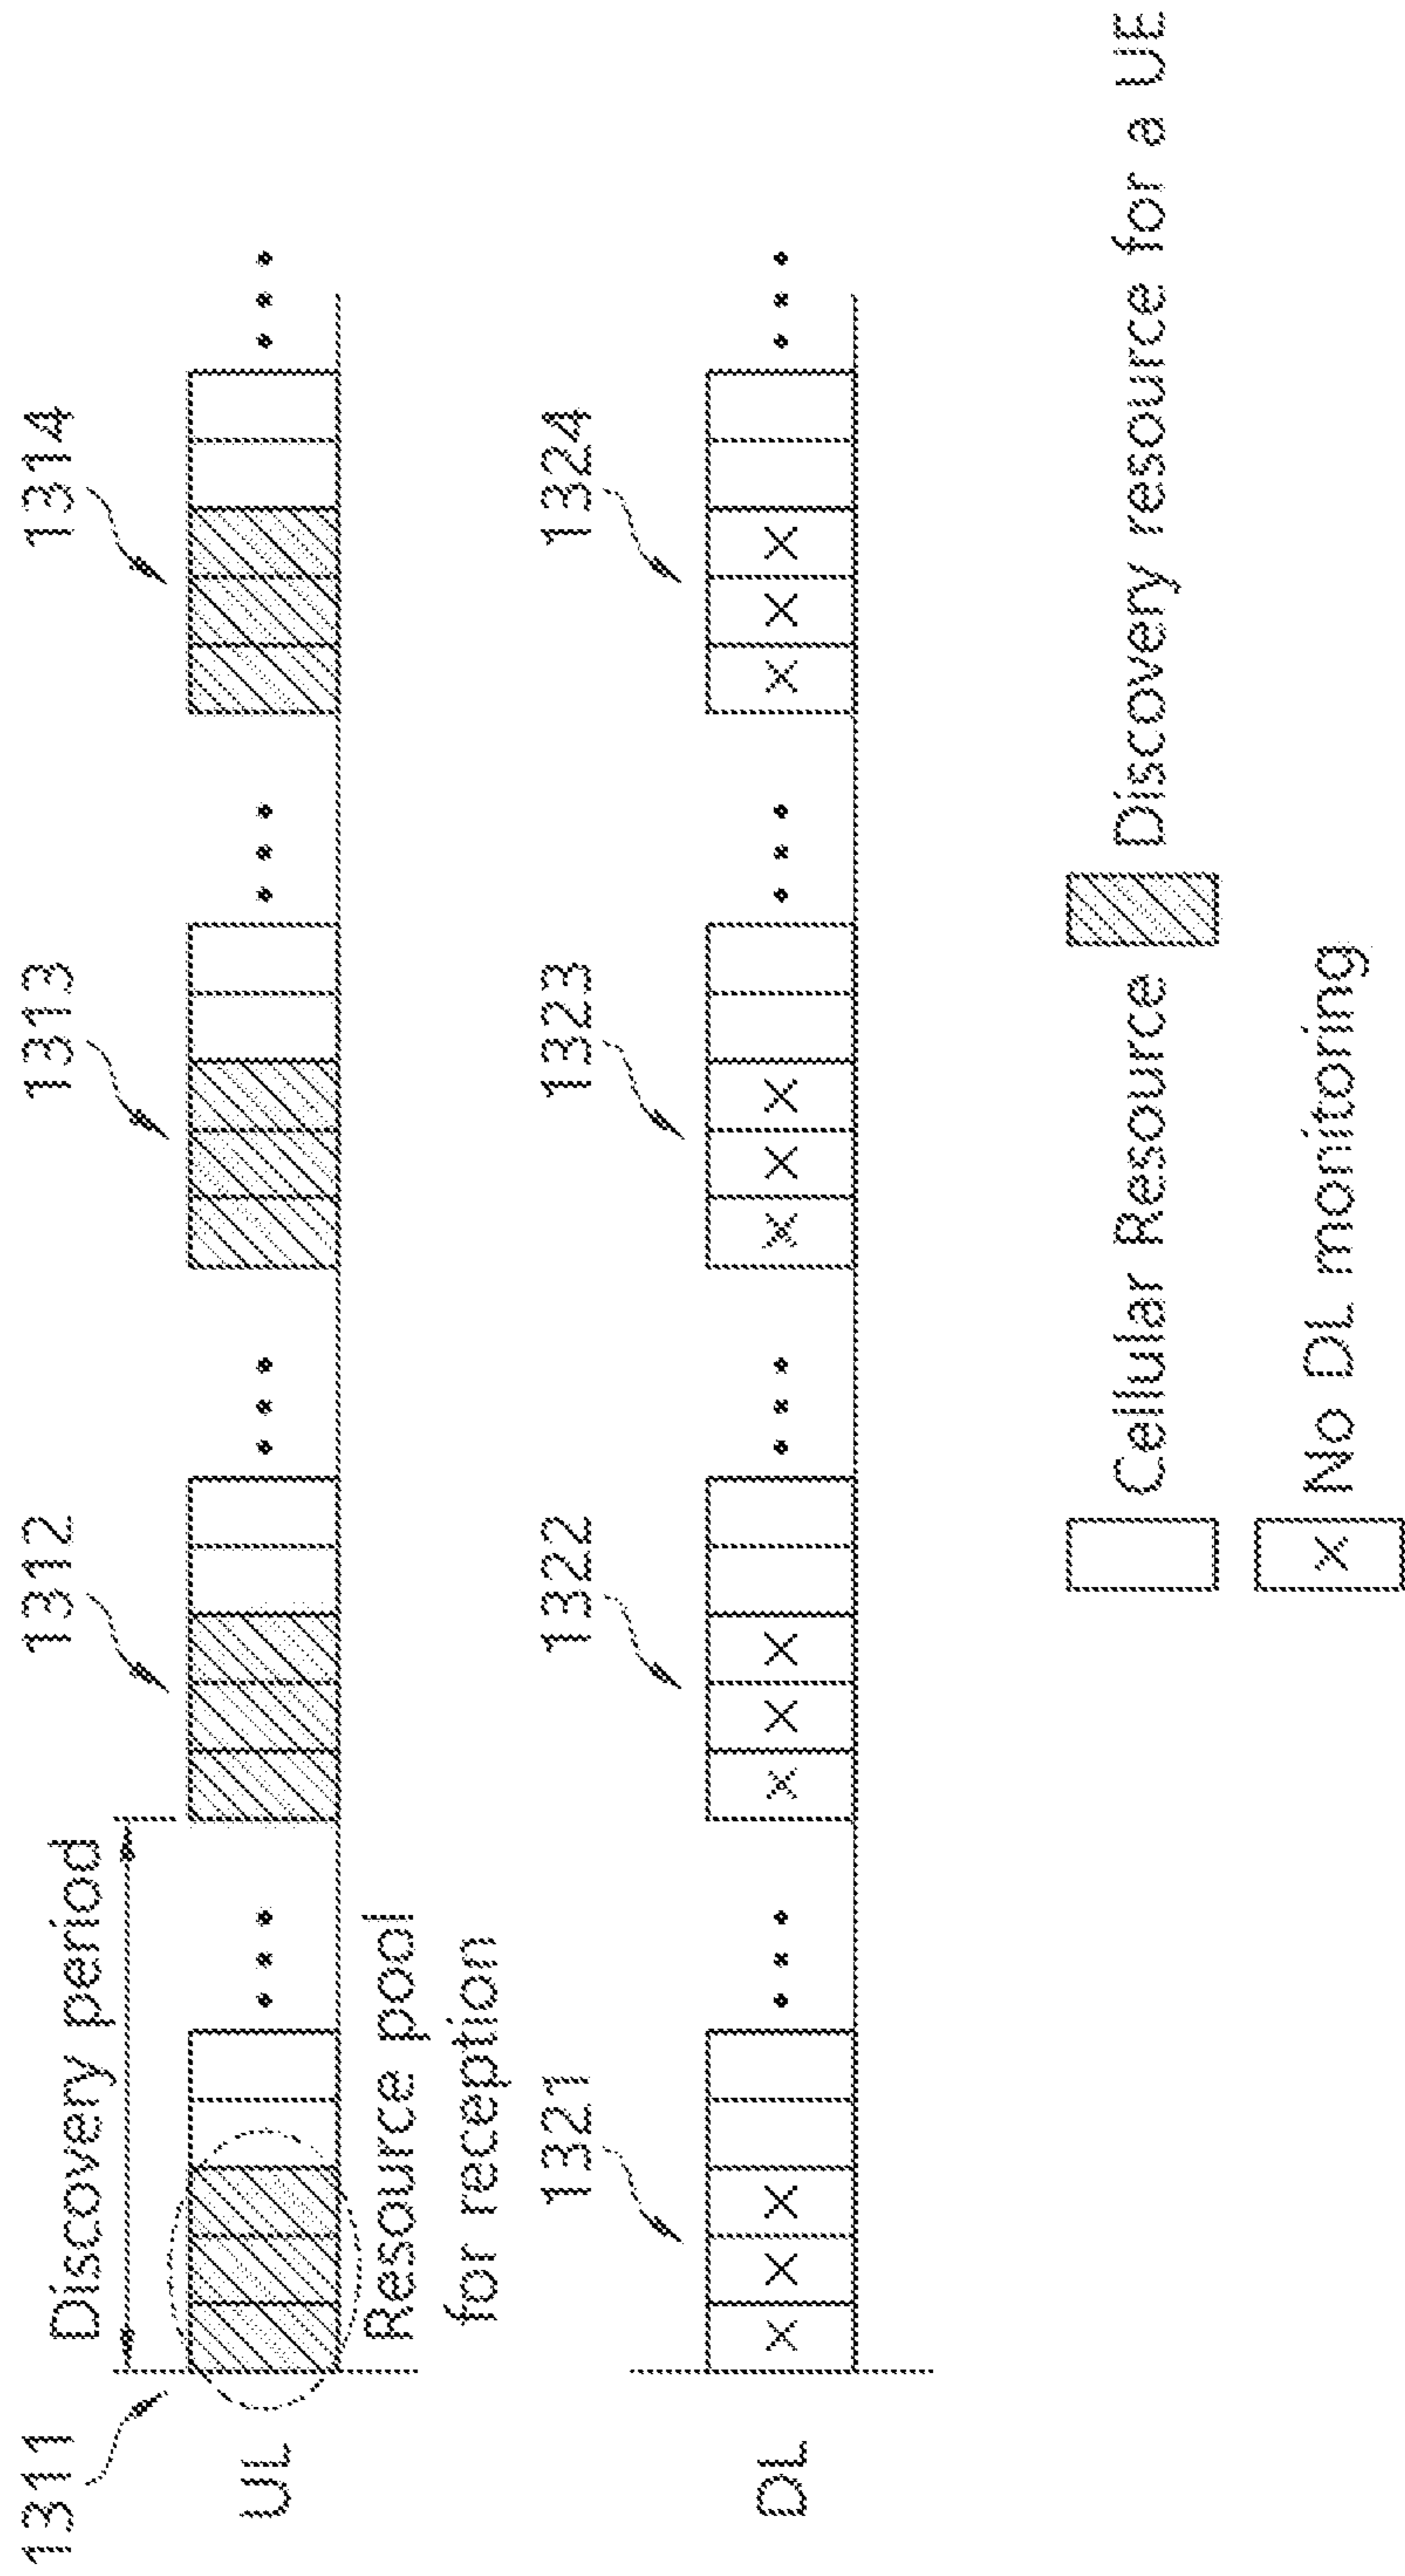 1311
Discovery period
1312
1313
1314
UL
Resource pool
for reception
1321
1322
1323
1324
DL
X X X
X X X
X X X
X X X
Cellular Resource
Discovery resource for a UE
X No DL monitoring